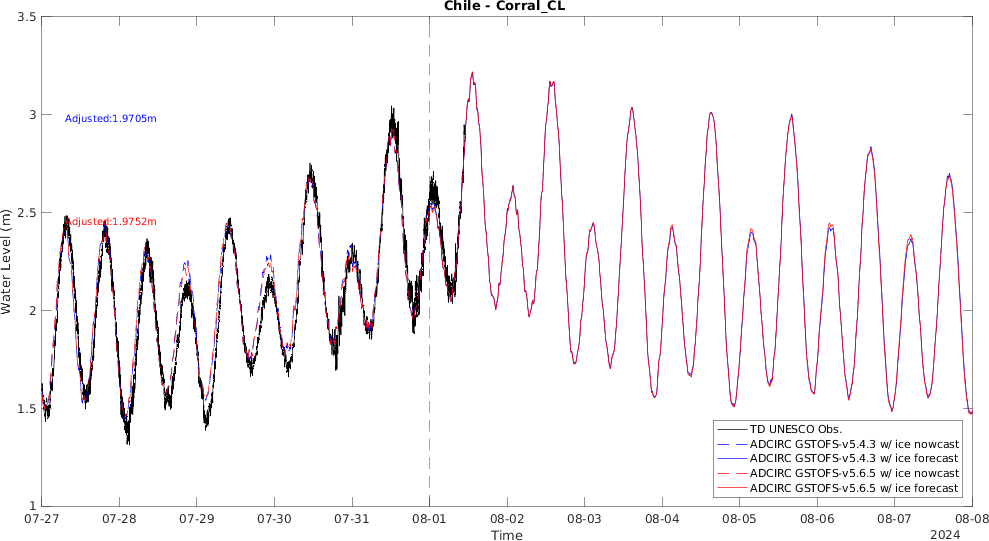 Chile - Corral_CL
3.5
3
2.5
2
1.5
1
Water Level (m)
Adjusted:1.9705m
Adjusted:1.9752m
TD UNESCO Obs.
ADCIRC GSTOFS-v5.4.3 w/ ice nowcast
ADCIRC GSTOFS-v5.4.3 w/ ice forecast
ADCIRC GSTOFS-v5.6.5 w/ ice nowcast
ADCIRC GSTOFS-v5.6.5 w/ ice forecast
07-27 07-28 07-29 07-30 07-31 08-01 08-02 08-03 08-04 08-05 08-06 08-07 08-08
Time
2024